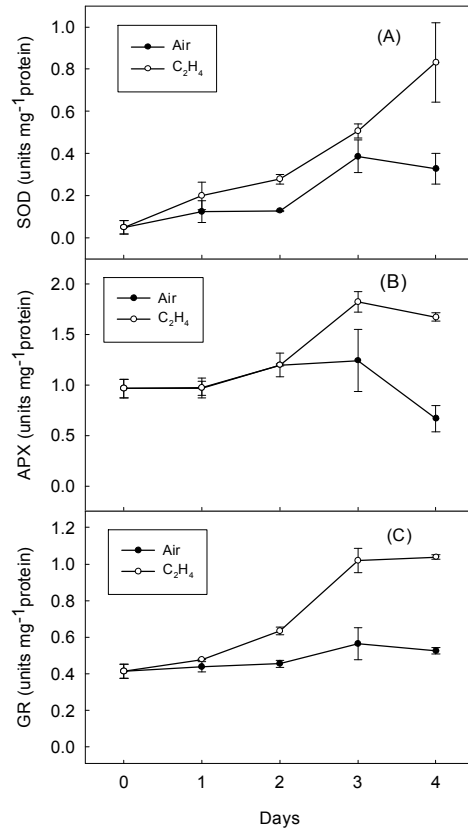 (A)
Air
C₂H₄
1.0
0.8
0.6
0.4
0.2
0.0
SOD (units mg⁻¹protein)
(B)
Air
C₂H₄
2.0
1.5
1.0
0.5
0.0
APX (units mg⁻¹protein)
(C)
Air
C₂H₄
1.2
1.0
0.8
0.6
0.4
0.2
0.0
GR (units mg⁻¹protein)
0 1 2 3 4
Days